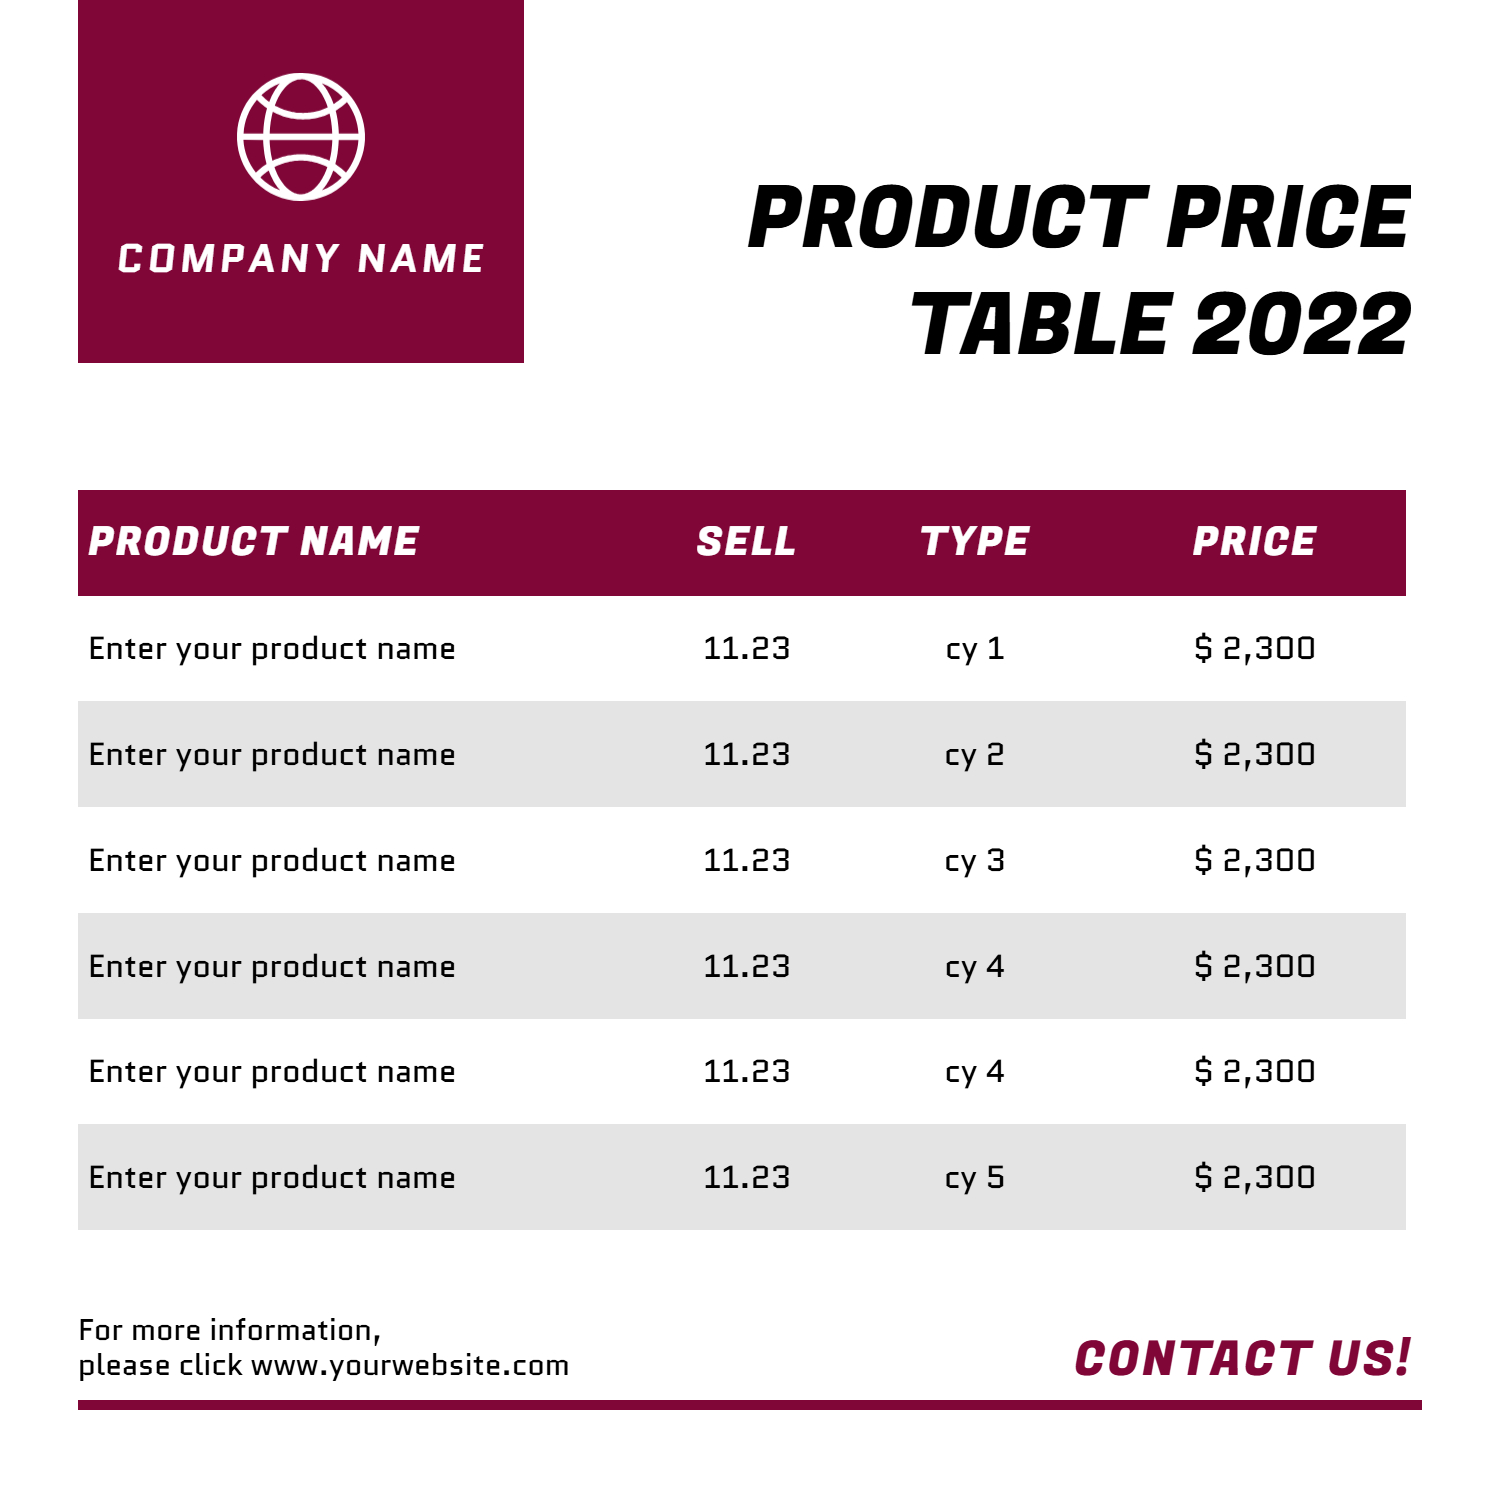 COMPANY NAME
PRODUCT PRICE
TABLE 2022
PRODUCT NAME SELL TYPE PRICE
Enter your product name 11.23 cy 1 $ 2,300
Enter your product name 11.23 cy 2 $ 2,300
Enter your product name 11.23 cy 3 $ 2,300
Enter your product name 11.23 cy 4 $ 2,300
Enter your product name 11.23 cy 4 $ 2,300
Enter your product name 11.23 cy 5 $ 2,300
For more information,
please click www.yourwebsite.com
CONTACT US!